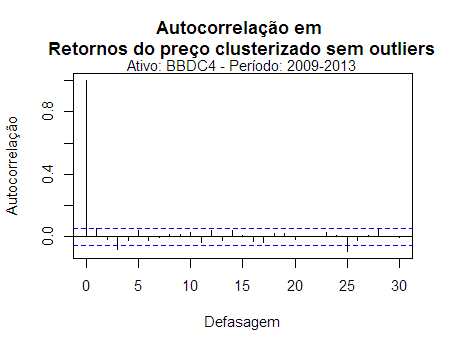 Autocorrelação em
Retornos do preço clusterizado sem outliers
Ativo: BBDC4 - Período: 2009-2013
Autocorrelação
0.8
0.4
0.0
0 5 10 15 20 25 30
Defasagem